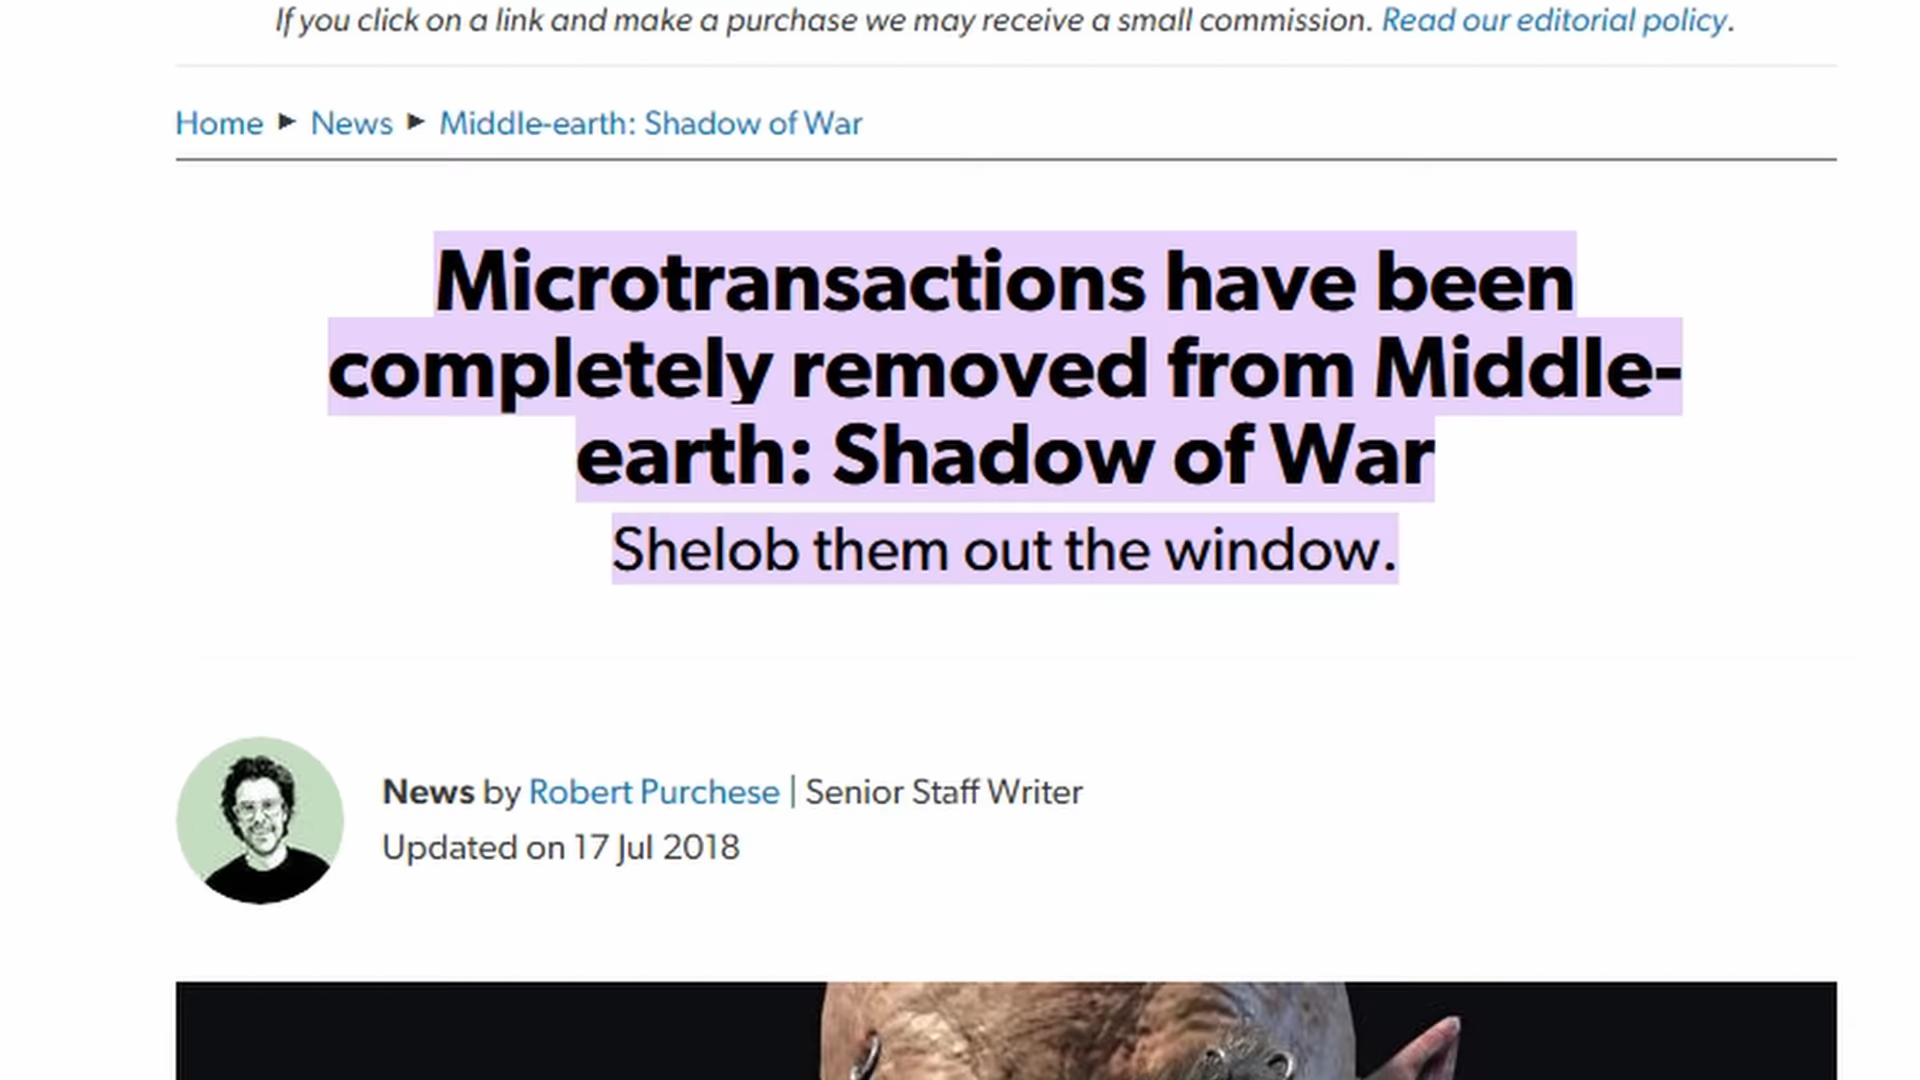 If you click on a link and make a purchase we may receive a small commission. Read our editorial policy.
Home ▶ News ▶ Middle-earth: Shadow of War
Microtransactions have been
completely removed from Middle-
earth: Shadow of War
Shelob them out the window.
News by Robert Purchese | Senior Staff Writer
Updated on 17 Jul 2018